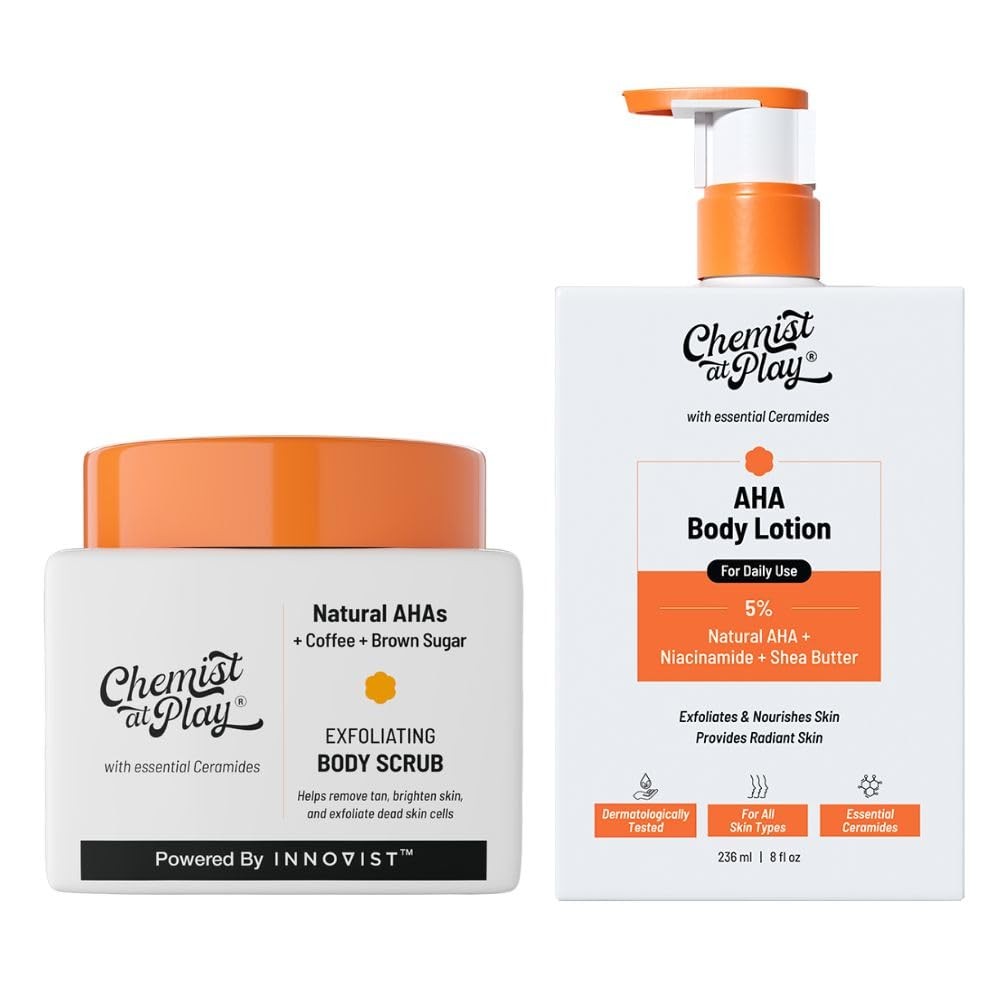 Chemist
at Play®
with essential Ceramides
Natural AHAs
+ Coffee + Brown Sugar
EXFOLIATING
BODY SCRUB
Helps remove tan, brighten skin,
and exfoliate dead skin cells
Powered By INNOVIST™
Chemist
at Play®
with essential Ceramides
AHA
Body Lotion
For Daily Use
5%
Natural AHA +
Niacinamide + Shea Butter
Exfoliates & Nourishes Skin
Provides Radiant Skin
Dermatologically
Tested
For All
Skin Types
Essential
Ceramides
236 ml | 8 fl oz